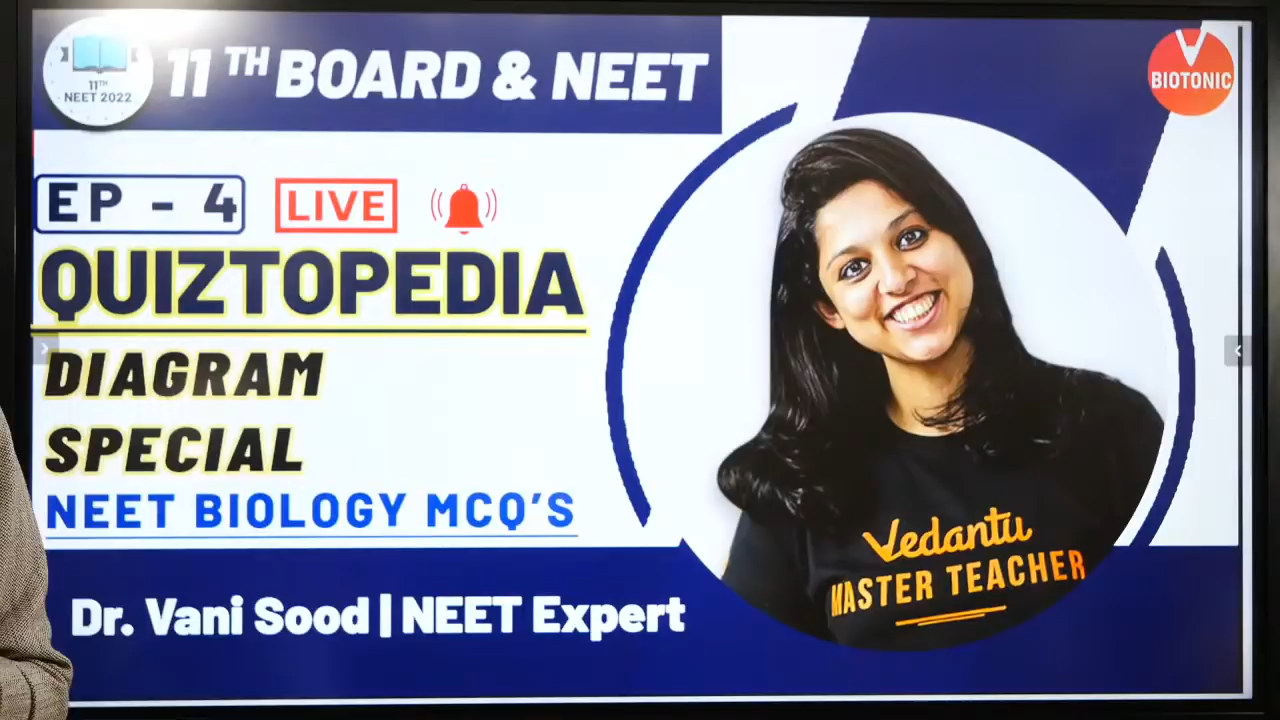 11TH
NEET 2022
11TH BOARD & NEET
V
BIOTONIC
EP - 4
LIVE
QUIZTOPEDIA
DIAGRAM
SPECIAL
NEET BIOLOGY MCQ'S
Vedantu
MASTER TEACHER
Dr. Vani Sood | NEET Expert